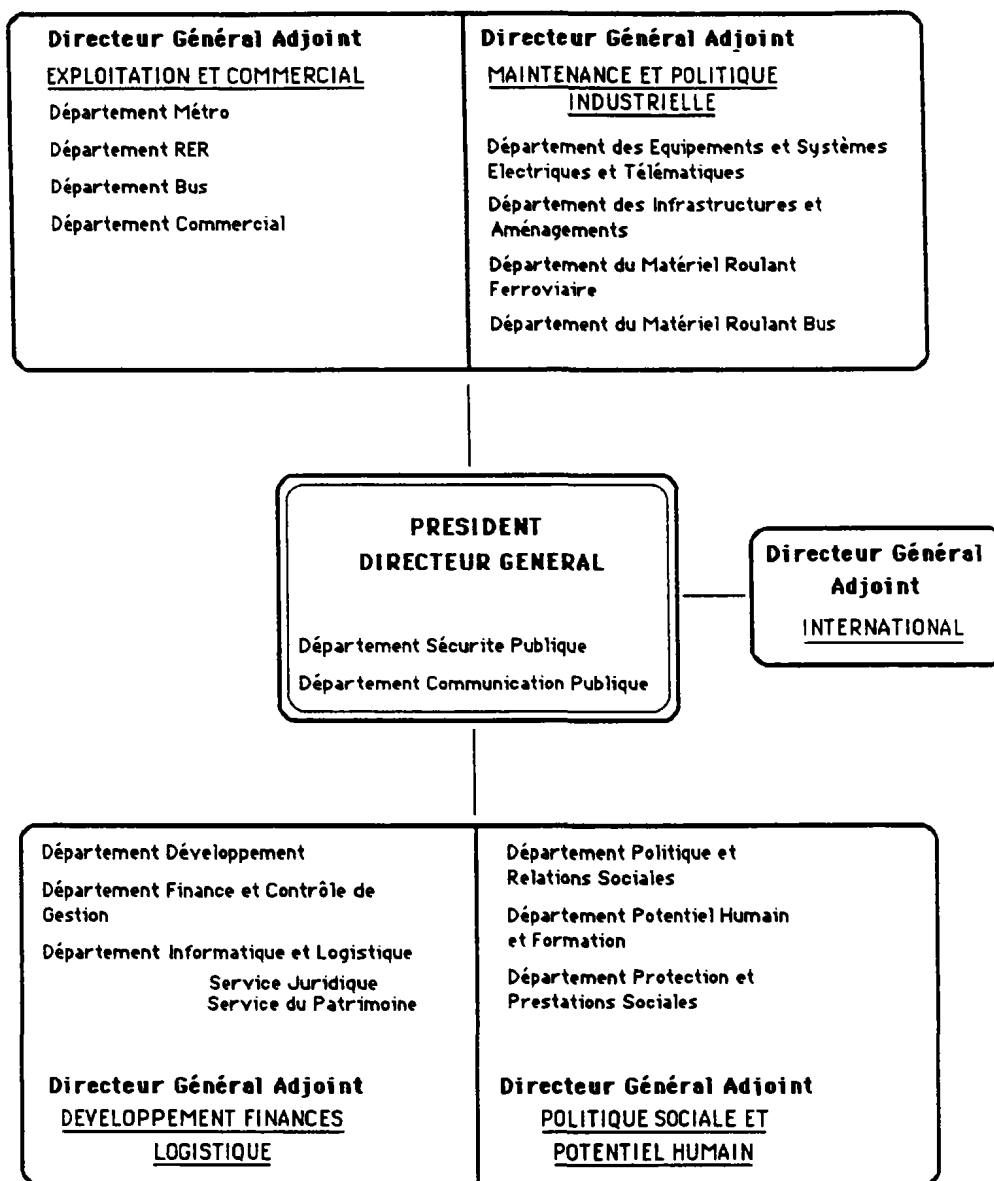 Directeur Général Adjoint
EXPLOITATION ET COMMERCIAL
Département Métro
Département RER
Département Bus
Département Commercial
Directeur Général Adjoint
MAINTENANCE ET POLITIQUE
INDUSTRIELLE
Département des Equipements et Systèmes
Electriques et Télématiques
Département des Infrastructures et
Aménagements
Département du Matériel Roulant
Ferroviaire
Département du Matériel Roulant Bus
PRESIDENT
DIRECTEUR GENERAL
Département Sécurite Publique
Département Communication Publique
Directeur Général
Adjoint
INTERNATIONAL
Département Développement
Département Finance et Contrôle de
Gestion
Département Informatique et Logistique
Service Juridique
Service du Patrimoine
Directeur Général Adjoint
DEVELOPPEMENT FINANCES
LOGISTIQUE
Département Politique et
Relations Sociales
Département Potentiel Humain
et Formation
Département Protection et
Prestations Sociales
Directeur Général Adjoint
POLITIQUE SOCIALE ET
POTENTIEL HUMAIN